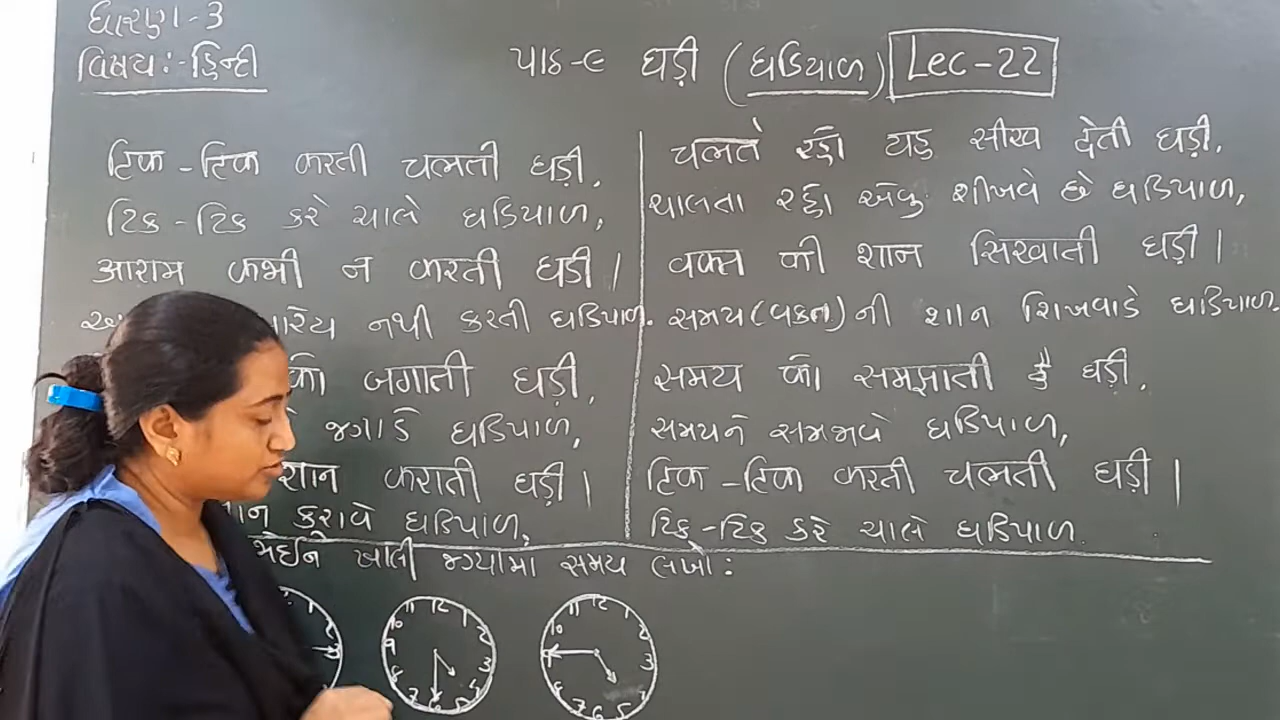 ધોરણ-3
વિષય:-હિન્દી
પાઠ-૯ घड़ी (ઘડિયાળ) Lec-22
टिक-टिक करती चलती घड़ी,
ટિક-ટિક કરે ચાલે ઘડિયાળ,
आराम कभी न करती घडी।
નથી કરતી ઘડિયાળ.
को जगाती घड़ी,
જગાડે ઘડિયાળ,
शान कराती घड़ी।
કરાવે ઘડિયાળ,
चलते रहो यह सीख देती घड़ी,
ચાલતા રહો એવુ શીખવે છે ઘડિયાળ,
वक्त की शान सिखाती घड़ी।
સમય(વક્ત)ની શાન શિખવાડે ઘડિયાળ.
समय को समझाती है घड़ी,
સમયને સમજાવે ઘડિયાળ,
टिक-टिक करती चलती घड़ी।
ટિક-ટિક કરે ચાલે ઘડિયાળ.
જોઈને ખાલી જગ્યામા સમય લખો: